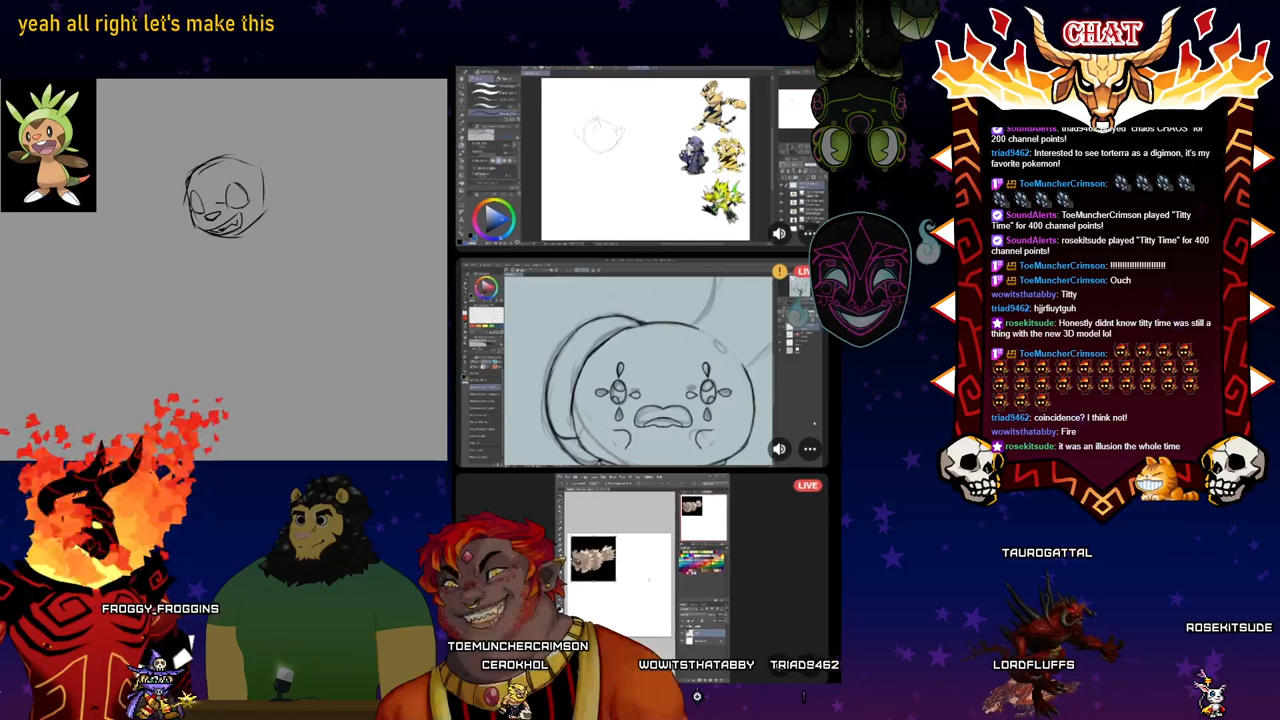 yeah all right let's make this
CHAT
SoundAlerts: triad9462 played "chaos CHAOS" for
200 channel points!
triad9462: Interested to see torterra as a digimon it's my
favorite pokemon!
ToeMuncherCrimson:
SoundAlerts: ToeMuncherCrimson played "Titty
Time" for 400 channel points!
SoundAlerts: rosekitsude played "Titty Time" for 400
channel points!
ToeMuncherCrimson: !!!!!!!!!!!!!!!!!!!!!!!
ToeMuncherCrimson: Ouch
wowitsthatabby: Titty
triad9462: hjjrfiuytguh
rosekitsude: Honestly didnt know titty time was still a
thing with the new 3D model lol
ToeMuncherCrimson:
triad9462: coincidence? I think not!
wowitsthatabby: Fire
rosekitsude: it was an illusion the whole time
LIVE
TAUROGATTAL
FROGGY_FROGGINS
ROSEKITSUDE
TOEMUNCHERCRIMSON
CEROKHOL
WOWITSTHATABBY
TRIAD9462
LORDFLUFFS